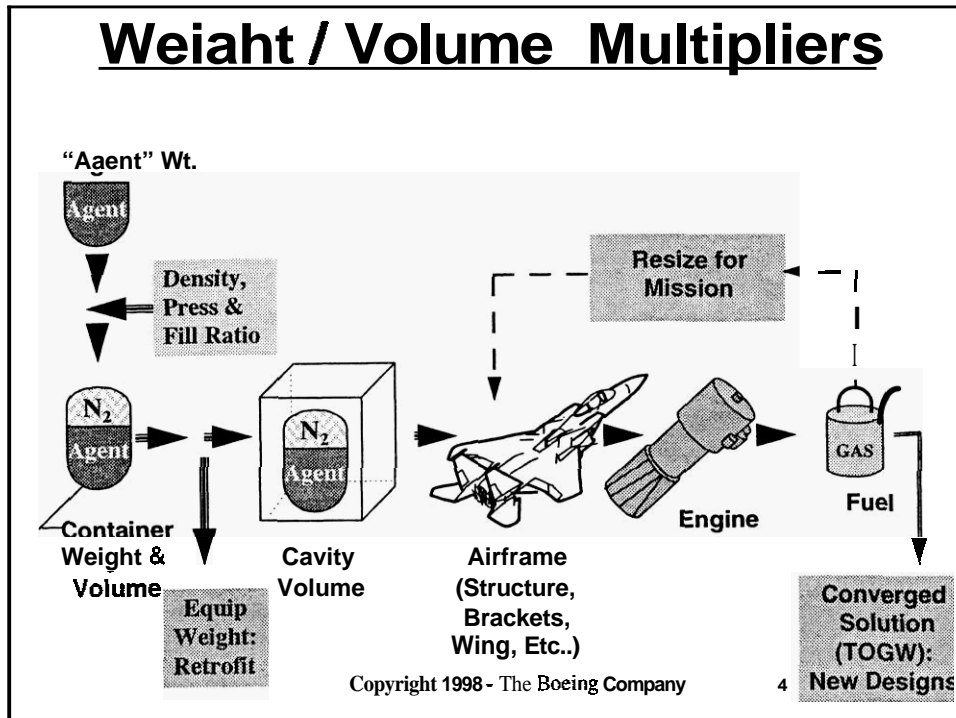 Weiaht / Volume Multipliers
“Aaent” Wt.
Agent
Density,
Press &
Fill Ratio
Resize for
Mission
N2
Agent
N2
Agent
GAS
Container
Weight &
Volume
Cavity
Volume
Airframe
(Structure,
Brackets,
Wing, Etc..)
Engine
Fuel
Equip
Weight:
Retrofit
Converged
Solution
(TOGW):
New Designs
Copyright 1998 - The Boeing Company
4